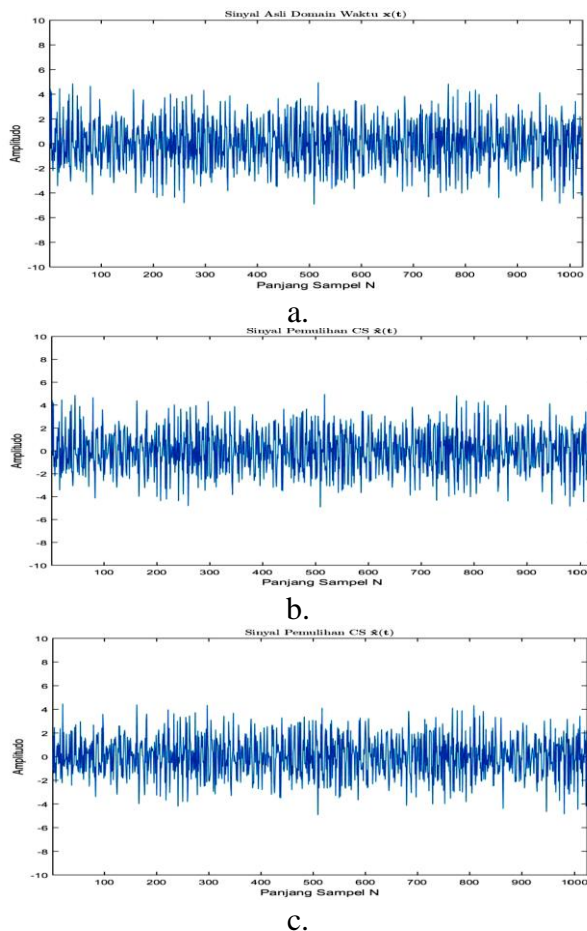 Sinyal Asli Domain Waktu x(t)
10
8
6
4
2
0
-2
-4
-6
-8
-10
Amplitudo
100 200 300 400 500 600 700 800 900 1000
Panjang Sampel N
a.
Sinyal Pemulihan CS x̂(t)
10
8
6
4
2
0
-2
-4
-6
-8
-10
Amplitudo
100 200 300 400 500 600 700 800 900 1000
Panjang Sampel N
b.
Sinyal Pemulihan CS x̂(t)
10
8
6
4
2
0
-2
-4
-6
-8
-10
Amplitudo
100 200 300 400 500 600 700 800 900 1000
Panjang Sampel N
c.